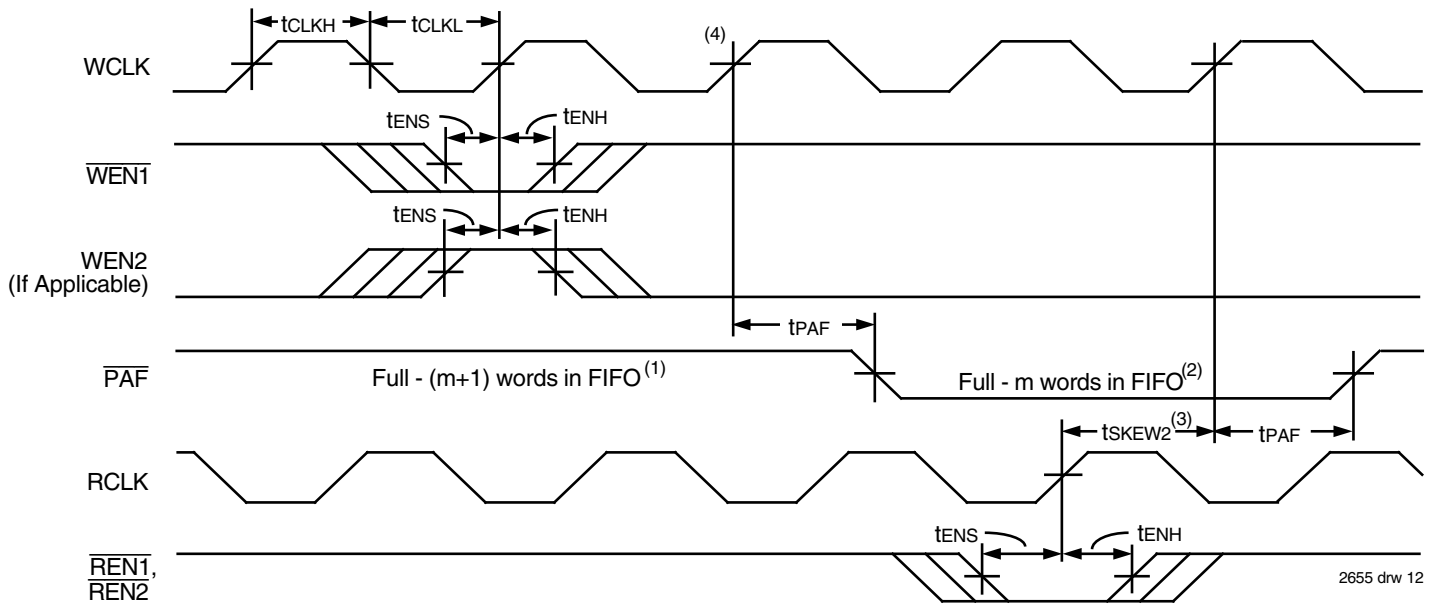 tCLKH tCLKL
(4)
WCLK
tENS tENH
WEN1
tENS tENH
WEN2
(If Applicable)
tPAF
PAF
Full - (m+1) words in FIFO(1)
Full - m words in FIFO(2)
tSKEW2(3) tPAF
RCLK
tENS tENH
REN1,
REN2
2655 drw 12